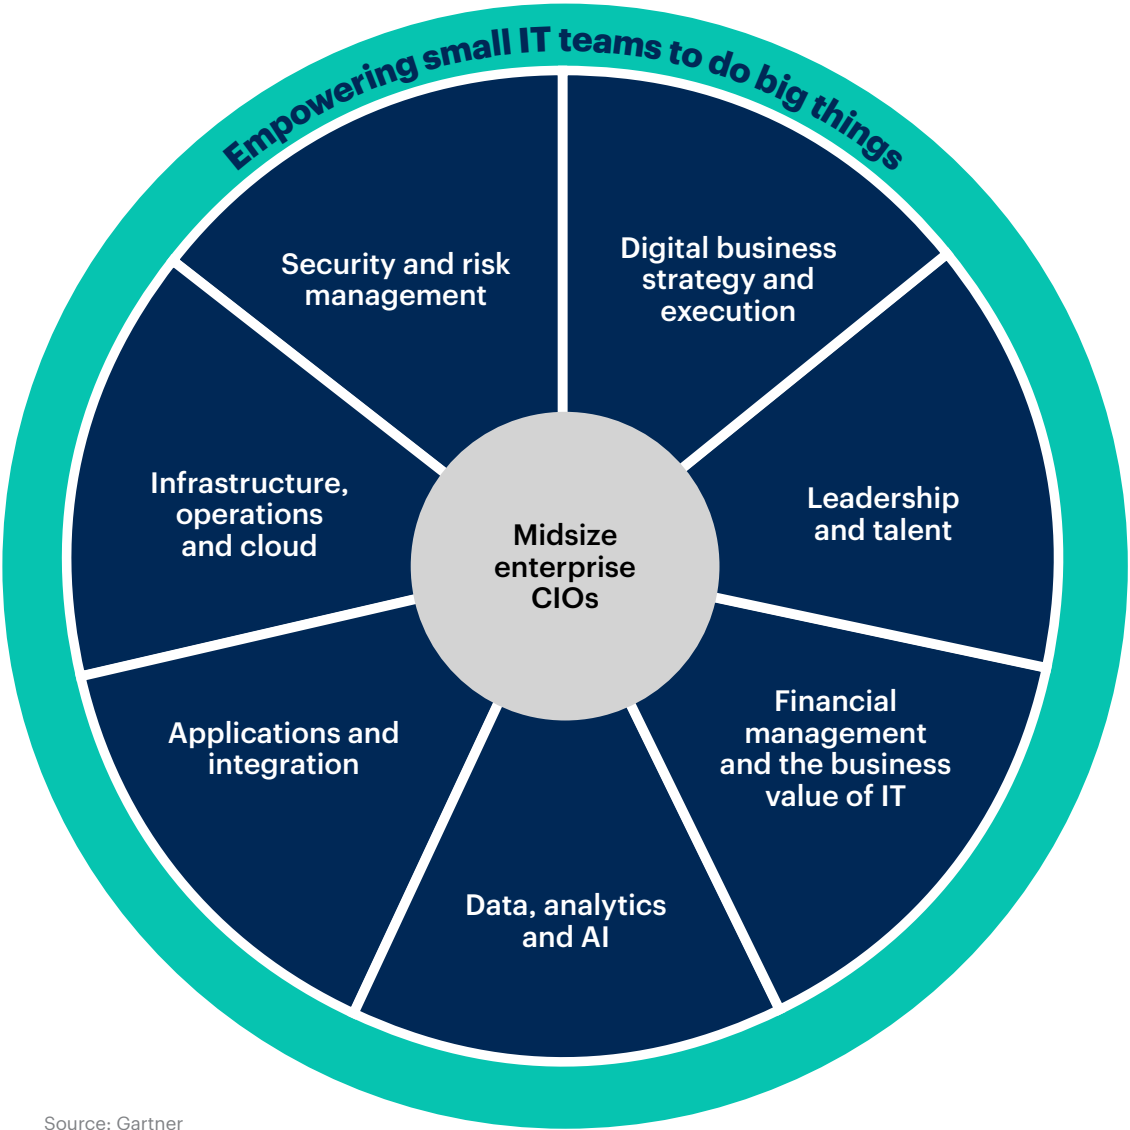 Empowering small IT teams to do big things
Security and risk
management
Digital business
strategy and
execution
Infrastructure,
operations
and cloud
Midsize
enterprise
CIOs
Leadership
and talent
Applications and
integration
Financial
management
and the business
value of IT
Data, analytics
and AI
Source: Gartner